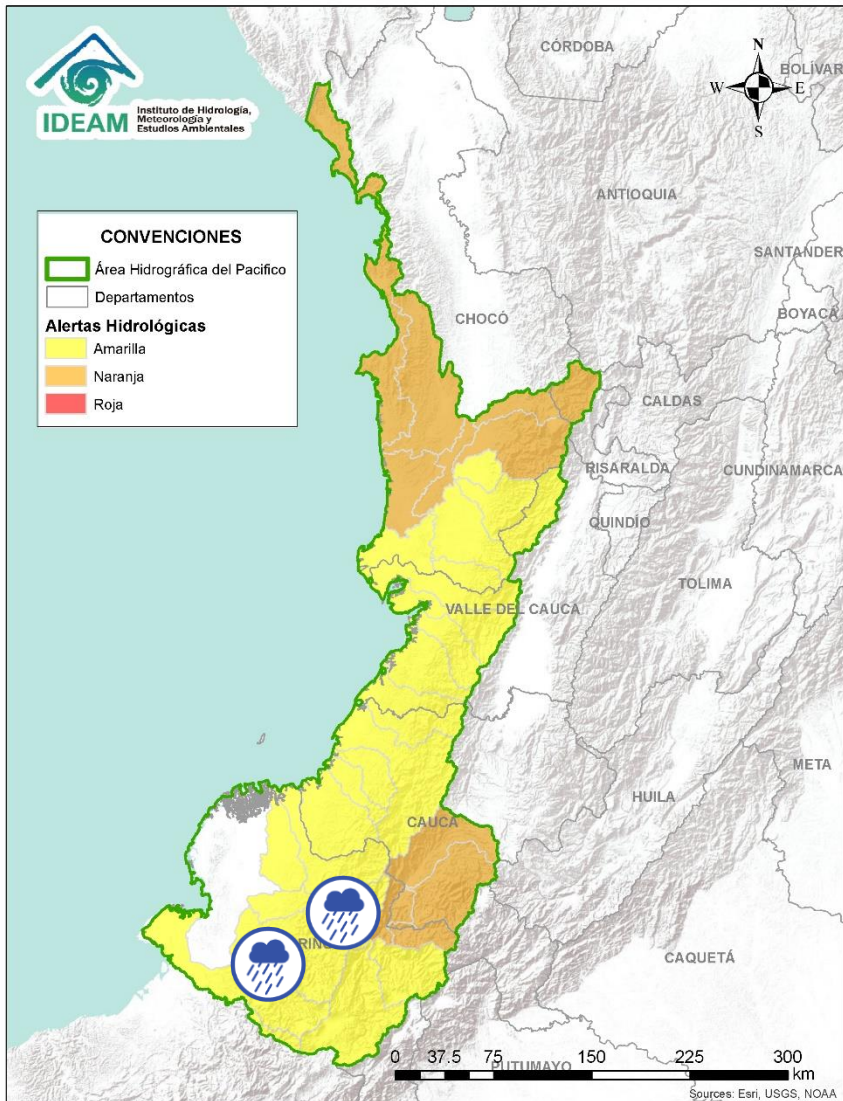 IDEAM
Instituto de Hidrología,
Meteorología y
Estudios Ambientales
N
W
E
S
CÓRDOBA
BOLÍVAR
ANTIOQUIA
SANTANDER
BOYACÁ
CONVENCIONES
Área Hidrográfica del Pacifico
Departamentos
Alertas Hidrológicas
Amarilla
Naranja
Roja
CHOCÓ
CALDAS
RISARALDA
CUNDINAMARCA
QUINDÍO
TOLIMA
VALLE DEL CAUCA
META
HUILA
CAUCA
CAQUETÁ
PUTUMAYO
0 37.5 75 150 225 300
km
Sources: Esri, USGS, NOAA